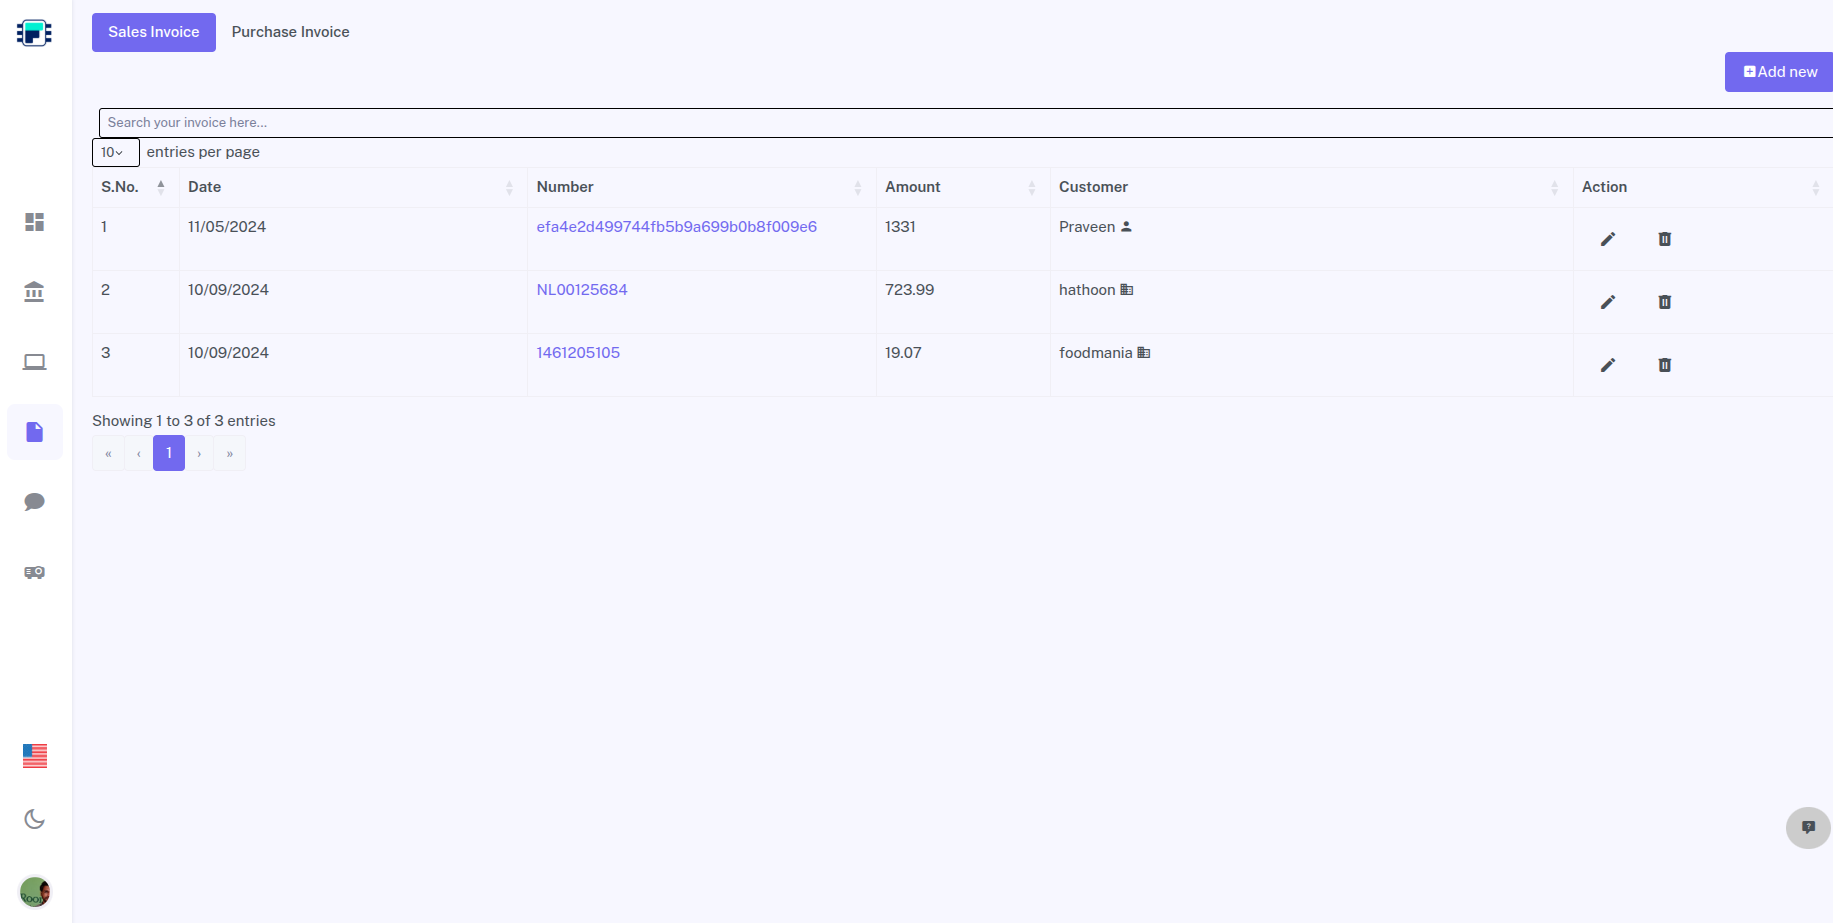 Sales Invoice Purchase Invoice
Add new
Search your invoice here...
10 entries per page
S.No. Date Number Amount Customer Action
1 11/05/2024 efa4e2d499744fb5b9a699b0b8f009e6 1331 Praveen
2 10/09/2024 NL00125684 723.99 hathoon
3 10/09/2024 1461205105 19.07 foodmania
Showing 1 to 3 of 3 entries
« ‹ 1 › »